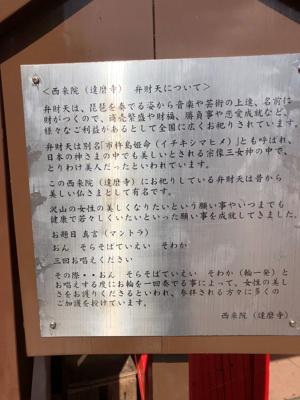 <西来院(達磨寺) 弁財天について>
弁財天は、琵琶を奏でる姿から音楽や芸術の上達、名前に
財がつくので、商売繁盛や財福、勝負事や恋愛成就など、
様々なご利益があるとして全国に広くお祀りされています。
弁財天は別名「市杵島姫命(イチキシマヒメ)」とも呼ばれ、
日本の神さまの中でも美しいとされる宗像三女神の中で、
とりわけ美人だったといわれています。
この西来院(達磨寺)にお祀りしている弁財天は昔から
美しい仏さまとして有名です。
沢山の女性の美しくなりたいという願い事やいつまでも
健康で若々しくいたいといった願い事を成就してきました。
お題目 真言(マントラ)
おん そらそばていえい そわか
三回お唱えください
その際・・おん そらそばていえい そわか(輪一発)と
お唱えする度にお輪を一回奏でる事によって、女性の美し
さをお護りくださるといわれ、参拝される方々に多くの
ご加護を授けています。
西来院(達磨寺)